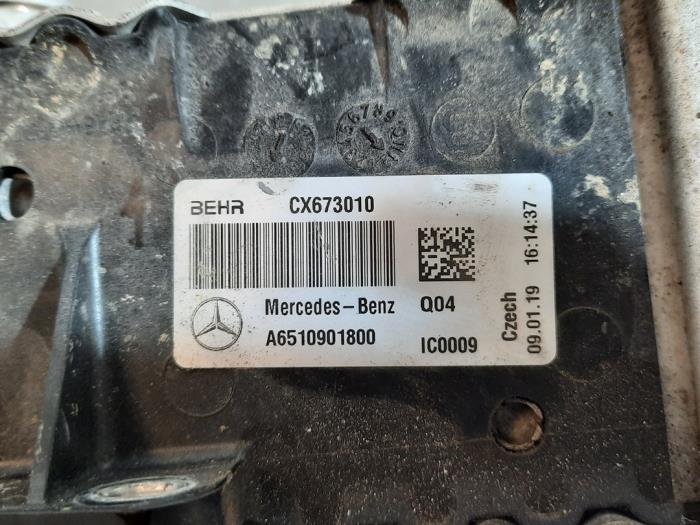 BEHR CX673010
Mercedes-Benz Q04
A6510901800 IC0009
Czech
09.01.19 16:14:37